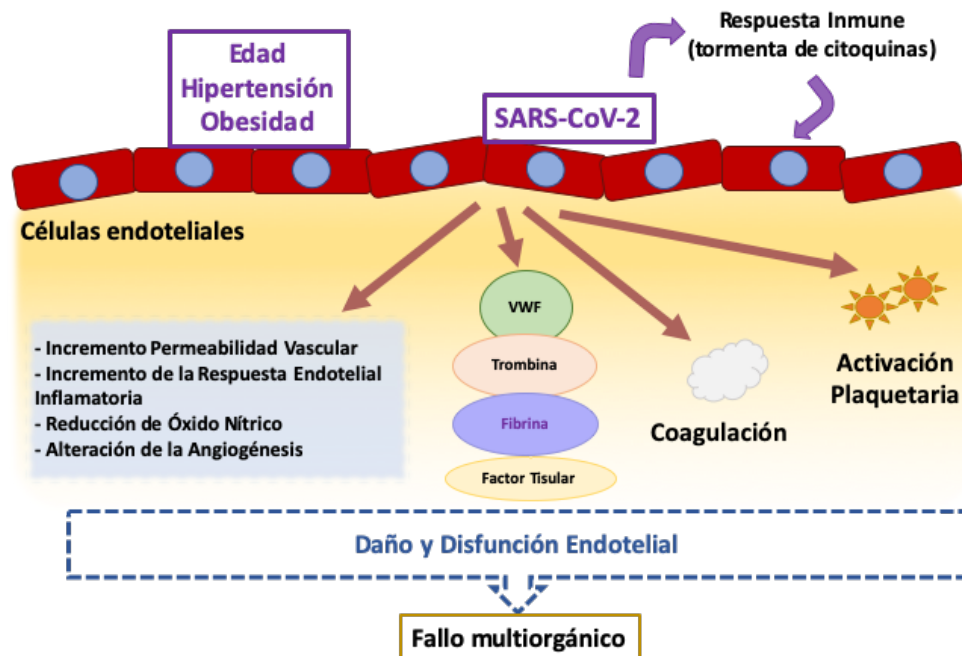 Edad
Hipertensión
Obesidad
SARS-CoV-2
Respuesta Inmune
(tormenta de citoquinas)
Células endoteliales
- Incremento Permeabilidad Vascular
- Incremento de la Respuesta Endotelial
Inflamatoria
- Reducción de Óxido Nítrico
- Alteración de la Angiogénesis
VWF
Trombina
Fibrina
Factor Tisular
Coagulación
Activación
Plaquetaria
Daño y Disfunción Endotelial
Fallo multiorgánico